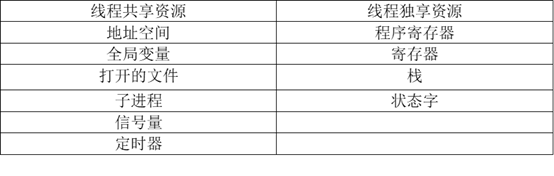 线程共享资源 线程独享资源
地址空间 程序寄存器
全局变量 寄存器
打开的文件 栈
子进程 状态字
信号量
定时器